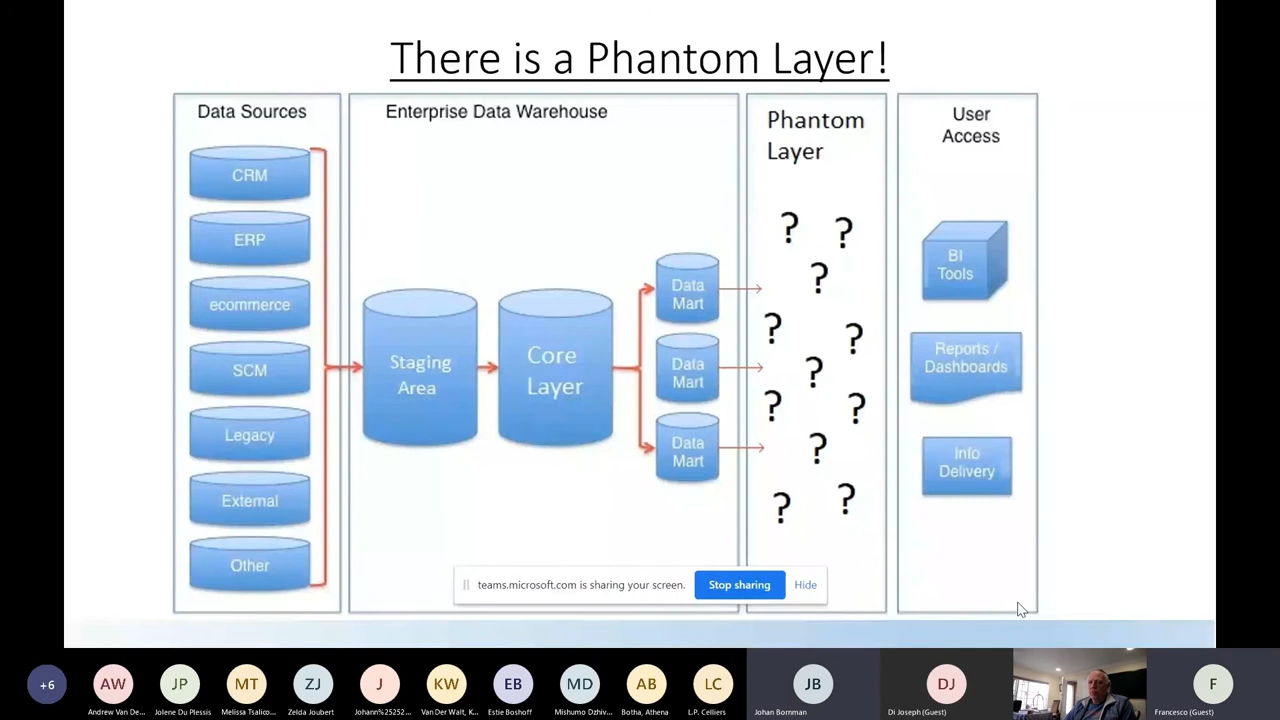 There is a Phantom Layer!
Data Sources
CRM
ERP
ecommerce
SCM
Legacy
External
Other
Enterprise Data Warehouse
Staging
Area
Core
Layer
Data
Mart
Data
Mart
Data
Mart
Phantom
Layer
? ?
?
? ?
?
? ?
?
? ?
User
Access
BI
Tools
Reports /
Dashboards
Info
Delivery
teams.microsoft.com is sharing your screen. Stop sharing Hide
+6 AW JP MT ZJ J KW EB MD AB LC JB DJ F
Andrew Van De... Jolene Du Plessis Melissa Tsalico... Zelda Joubert Johann%25252... Van Der Walt, K... Estie Boshoff Mishumo Dzhiv... Botha, Athena L.P. Celliers Johan Bornman Di Joseph (Guest) Francesco (Guest)